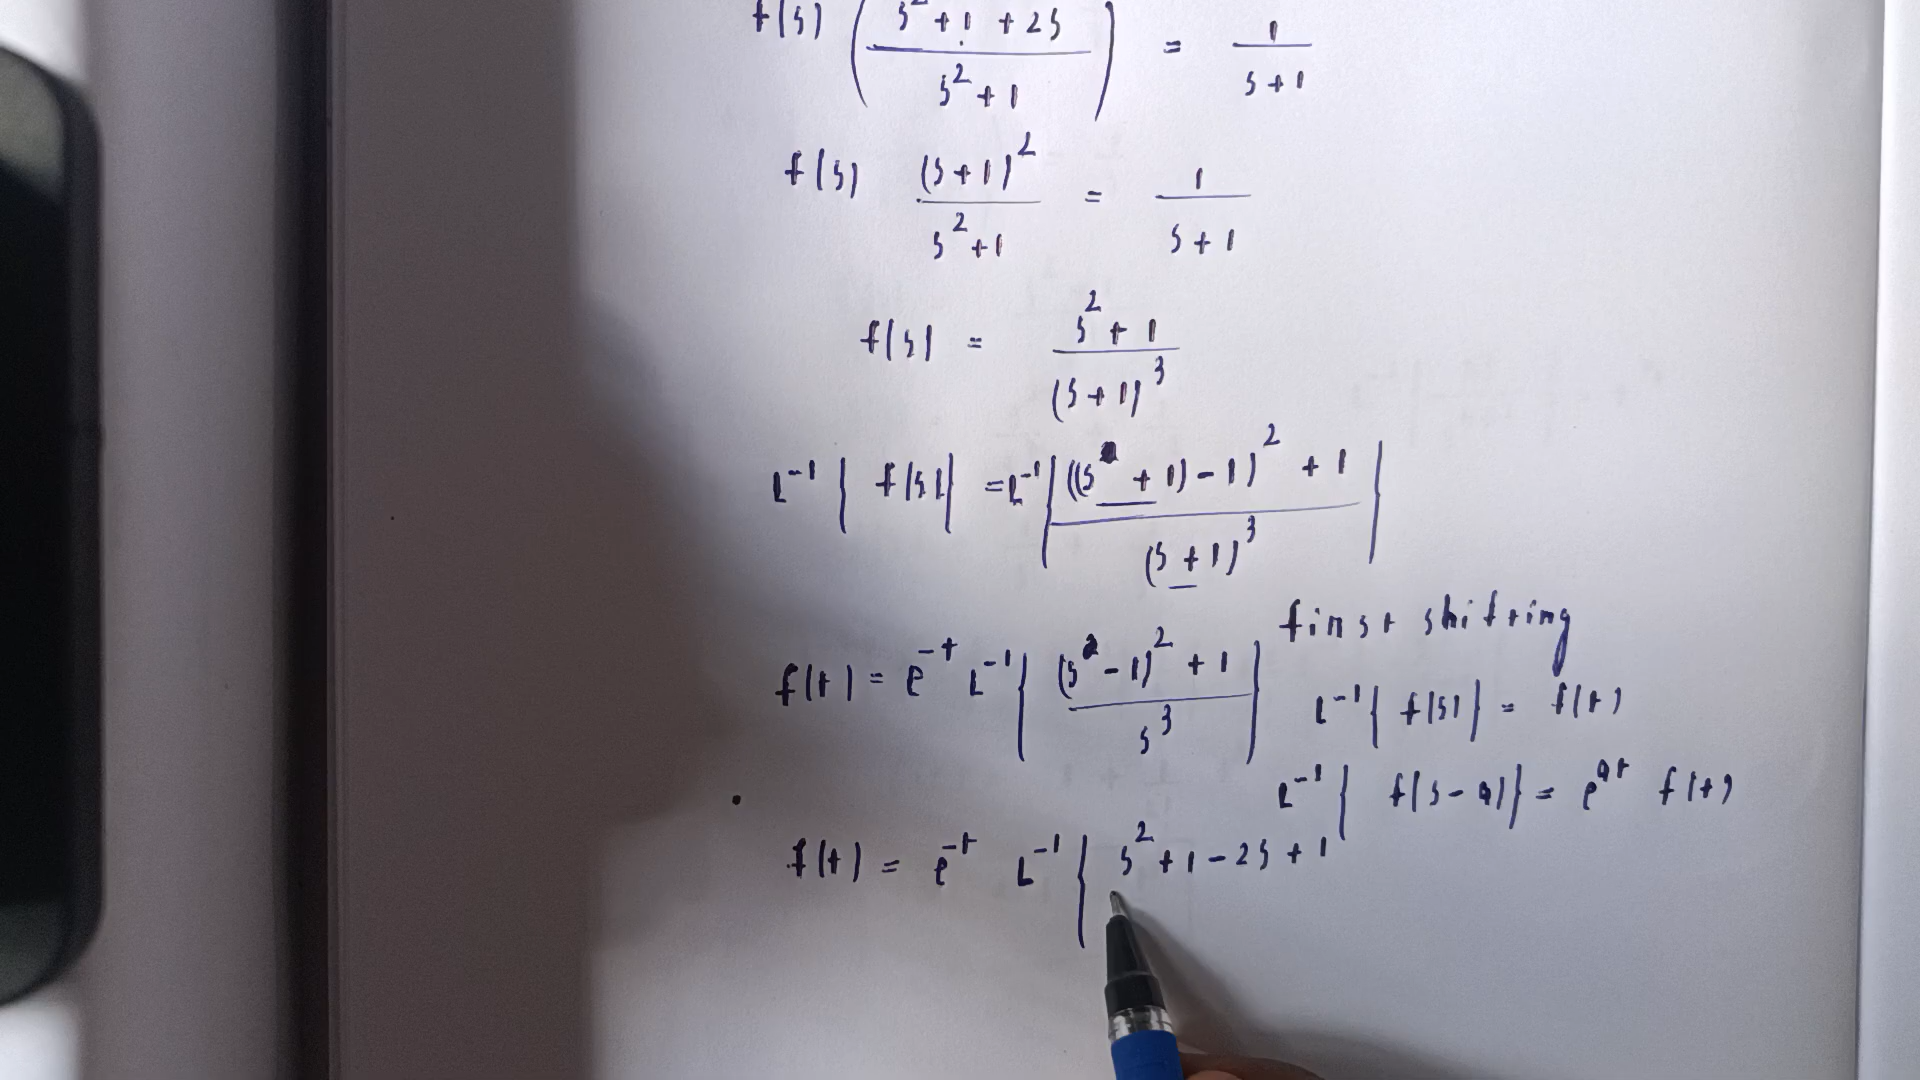 f(s) ( s²+1+2s / s²+1 ) = 1 / s+1
f(s) (s+1)² / s²+1 = 1 / s+1
f(s) = s²+1 / (s+1)³
L⁻¹{ f(s) } = L⁻¹{ ((s+1)-1)²+1 / (s+1)³ }
first shifting
f(t) = e⁻ᵗ L⁻¹{ (s-1)²+1 / s³ }
L⁻¹{ f(s) } = f(t)
L⁻¹{ f(s-a) } = eᵃᵗ f(t)
f(t) = e⁻ᵗ L⁻¹{ s²+1-2s+1